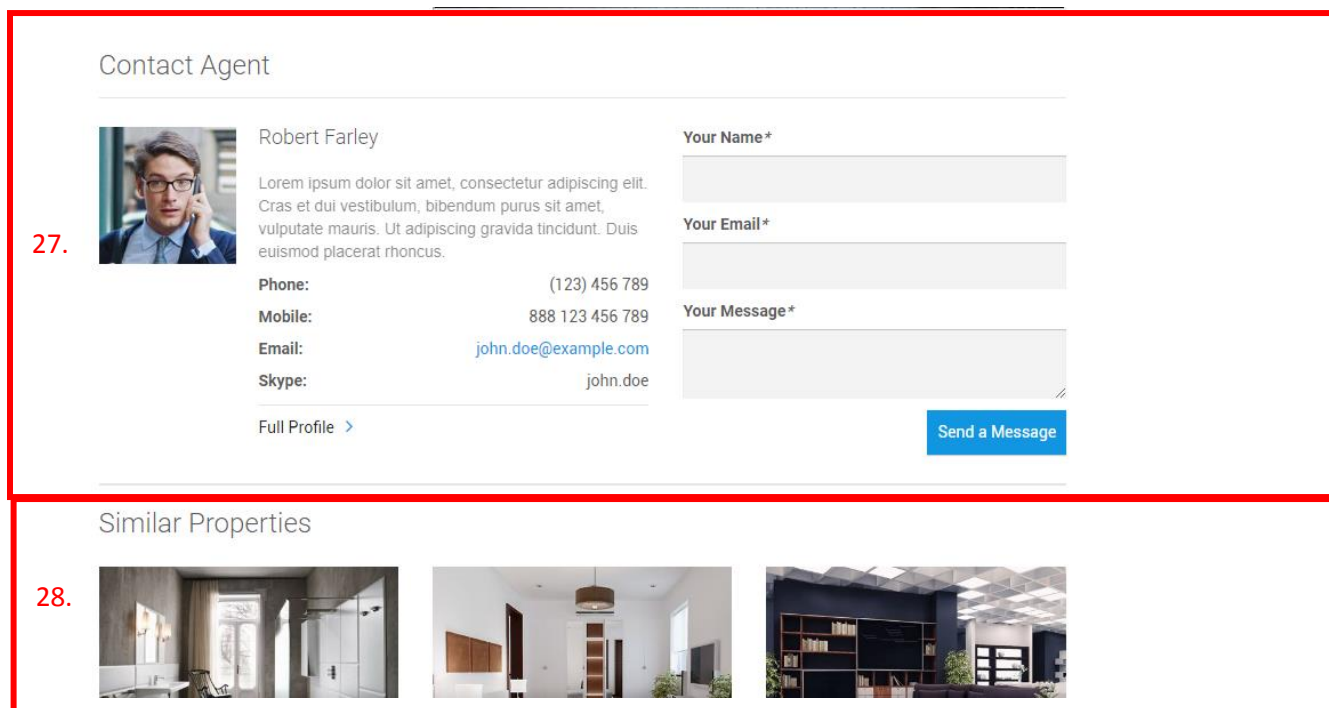 Contact Agent
27.
Robert Farley
Lorem ipsum dolor sit amet, consectetur adipiscing elit.
Cras et dui vestibulum, bibendum purus sit amet,
vulputate mauris. Ut adipiscing gravida tincidunt. Duis
euismod placerat rhoncus.
Phone: (123) 456 789
Mobile: 888 123 456 789
Email: john.doe@example.com
Skype: john.doe
Full Profile >
Your Name*
Your Email*
Your Message*
Send a Message
Similar Properties
28.